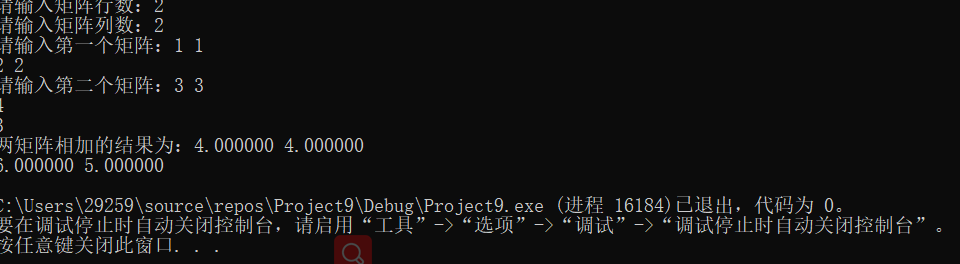 请输入矩阵行数：2
请输入矩阵列数：2
请输入第一个矩阵：1 1
2 2
请输入第二个矩阵：3 3
4
3
两矩阵相加的结果为：4.000000 4.000000
6.000000 5.000000
C:\Users\29259\source\repos\Project9\Debug\Project9.exe (进程 16184)已退出，代码为 0。
要在调试停止时自动关闭控制台，请启用“工具”->“选项”->“调试”->“调试停止时自动关闭控制台”。
按任意键关闭此窗口. . .